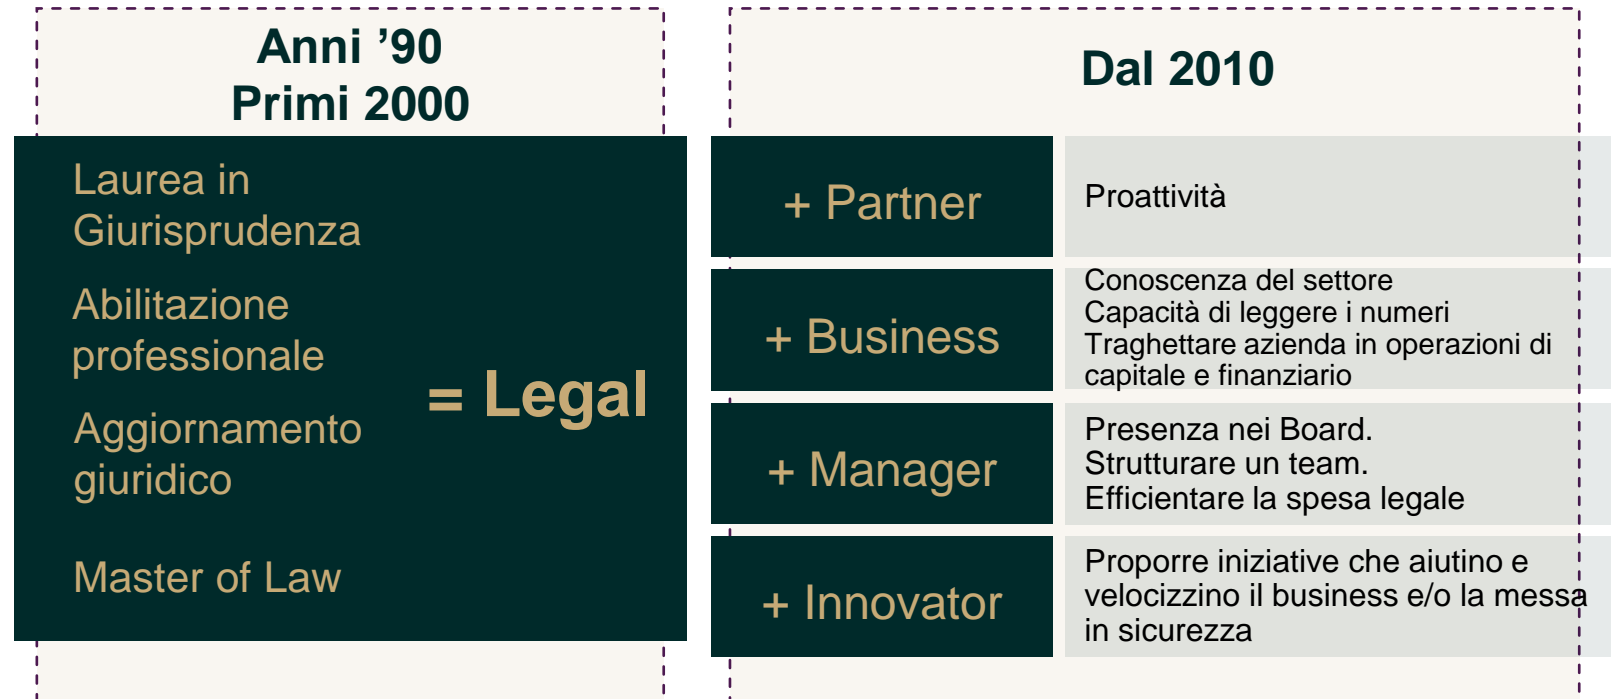 Anni ’90
Primi 2000
Laurea in
Giurisprudenza
Abilitazione
professionale
Aggiornamento
giuridico
Master of Law
= Legal
Dal 2010
+ Partner
Proattività
+ Business
Conoscenza del settore
Capacità di leggere i numeri
Traghettare azienda in operazioni di
capitale e finanziario
+ Manager
Presenza nei Board.
Strutturare un team.
Efficientare la spesa legale
+ Innovator
Proporre iniziative che aiutino e
velocizzino il business e/o la messa
in sicurezza